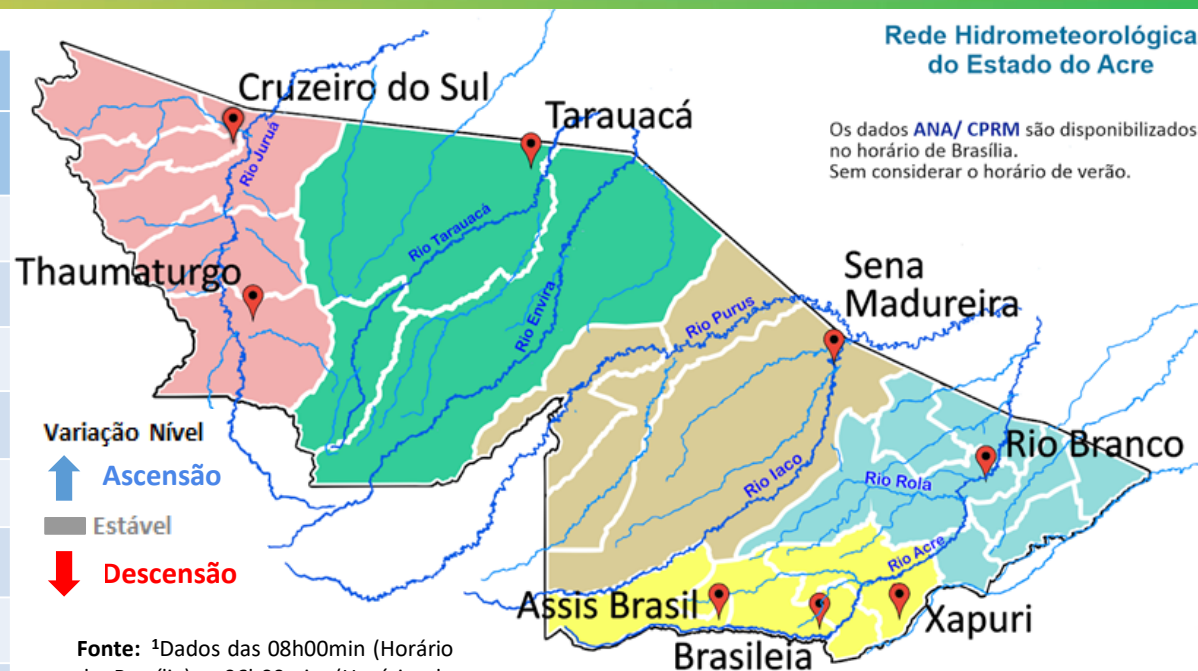 Rede Hidrometeorológica
do Estado do Acre
Os dados ANA/ CPRM são disponibilizados
no horário de Brasília.
Sem considerar o horário de verão.
Cruzeiro do Sul
Tarauacá
Rio Juruá
Rio Tarauacá
Thaumaturgo
Rio Envira
Sena
Madureira
Rio Purus
Variação Nível
Ascensão
Estável
Descensão
Rio Branco
Rio Rola
Rio Iaco
Rio Acre
Assis Brasil
Xapuri
Brasileia
Fonte: ¹Dados das 08h00min (Horário